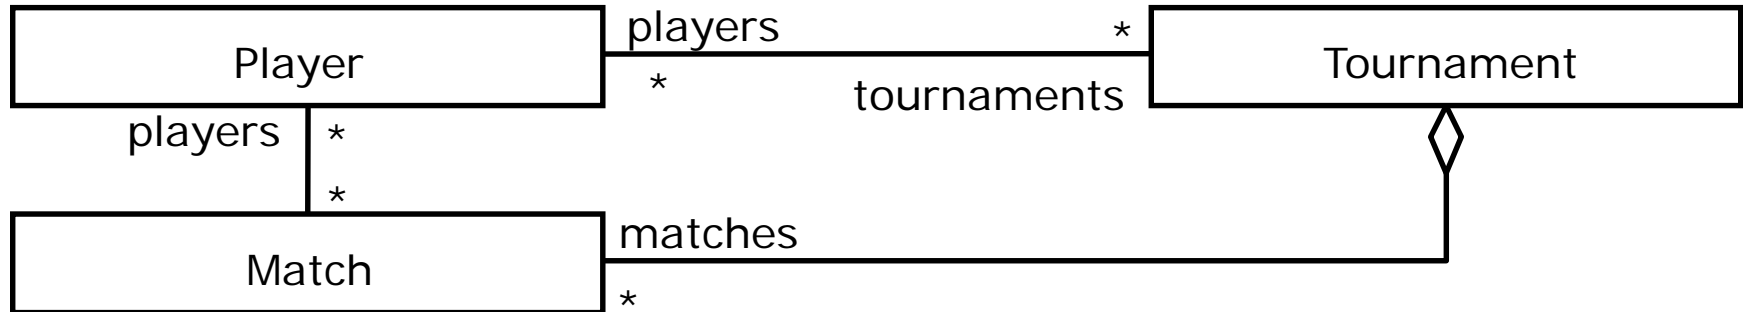 players *
Player Tournament
* tournaments
players *
*
matches
Match
*